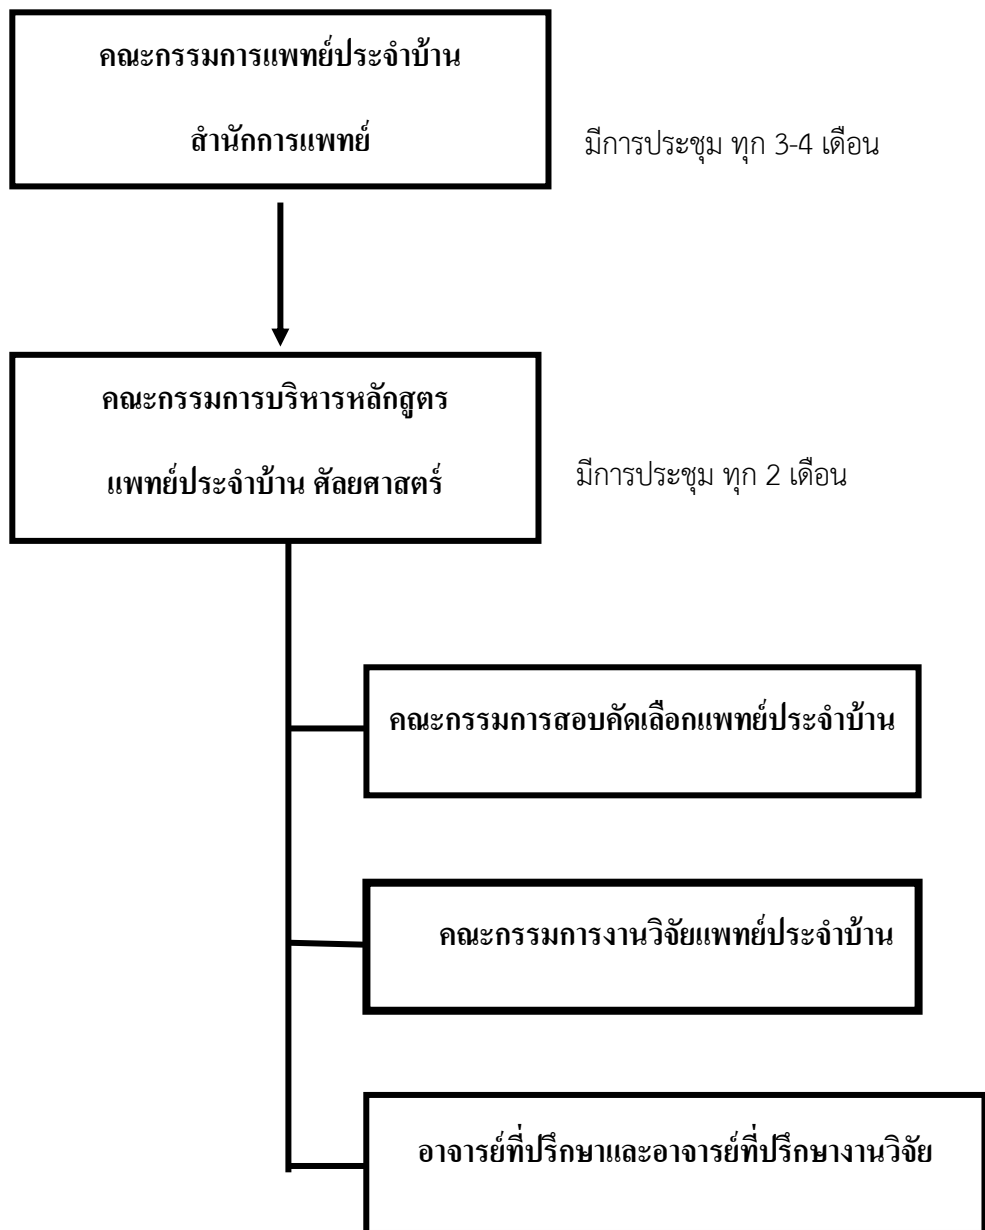 คณะกรรมการแพทย์ประจำบ้าน
สำนักการแพทย์
มีการประชุม ทุก 3-4 เดือน
คณะกรรมการบริหารหลักสูตร
แพทย์ประจำบ้าน ศัลยศาสตร์
มีการประชุม ทุก 2 เดือน
คณะกรรมการสอบคัดเลือกแพทย์ประจำบ้าน
คณะกรรมการงานวิจัยแพทย์ประจำบ้าน
อาจารย์ที่ปรึกษาและอาจารย์ที่ปรึกษางานวิจัย